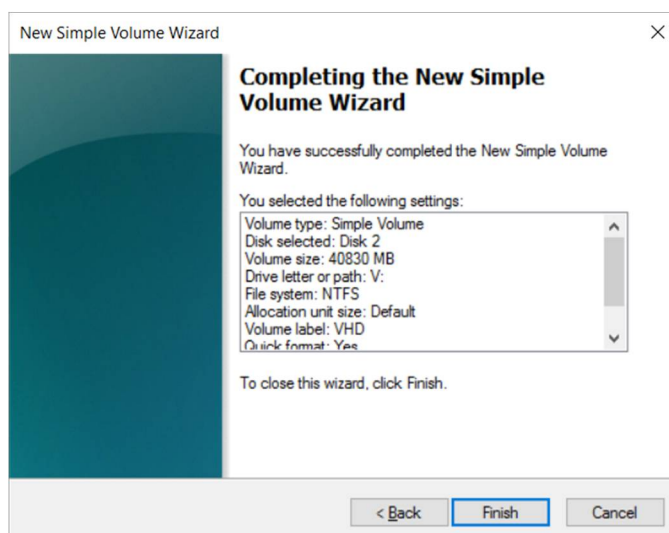 New Simple Volume Wizard
Completing the New Simple
Volume Wizard
You have successfully completed the New Simple Volume
Wizard.
You selected the following settings:
Volume type: Simple Volume
Disk selected: Disk 2
Volume size: 40830 MB
Drive letter or path: V:
File system: NTFS
Allocation unit size: Default
Volume label: VHD
Quick format: Yes
To close this wizard, click Finish.
< Back
Finish
Cancel